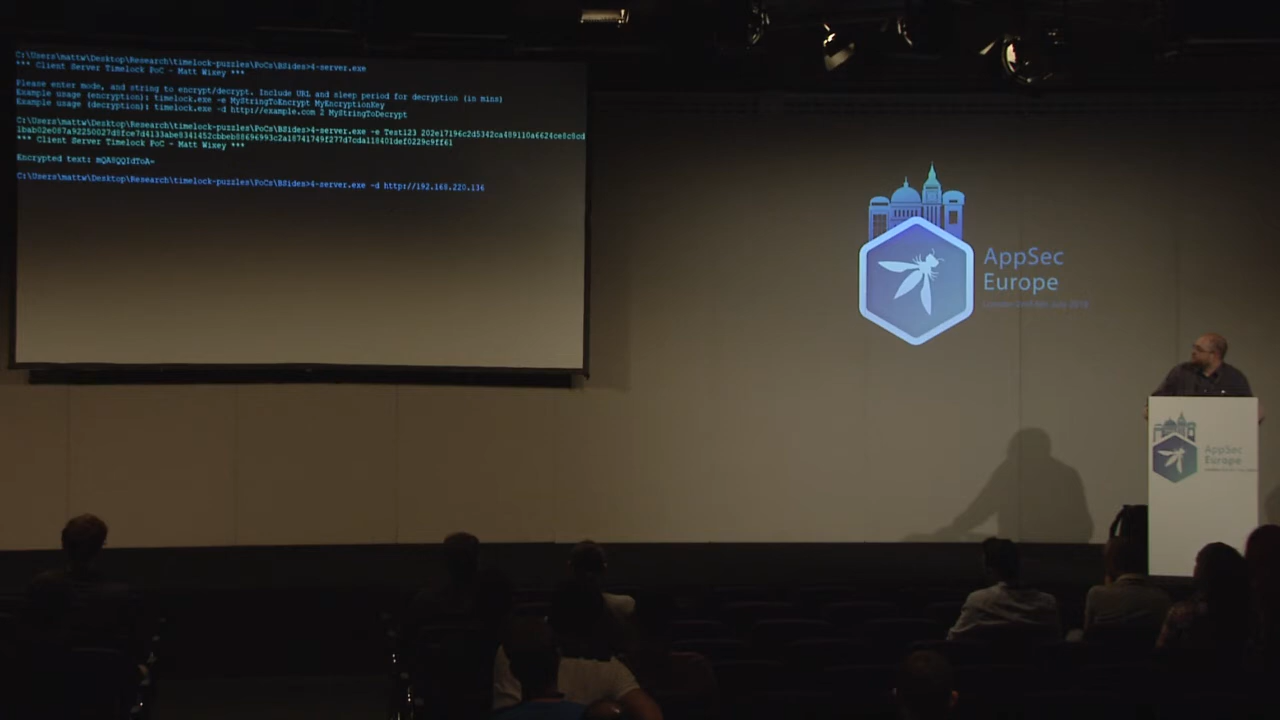 C:\Users\mattw\Desktop\Research\timelock-puzzles\PoCs\BSides>4-server.exe
*** Client Server Timelock PoC - Matt Wixey ***
Please enter mode, and string to encrypt/decrypt. Include URL and sleep period for decryption (in mins)
Example usage (encryption): timelock.exe -e MyStringToEncrypt MyEncryptionKey
Example usage (decryption): timelock.exe -d http://example.com 2 MyStringToDecrypt
C:\Users\mattw\Desktop\Research\timelock-puzzles\PoCs\BSides>4-server.exe -e Test123
*** Client Server Timelock PoC - Matt Wixey ***
Encrypted text:
C:\Users\mattw\Desktop\Research\timelock-puzzles\PoCs\BSides>4-server.exe -d http://192.168.220.136
AppSec
Europe
AppSec
Europe